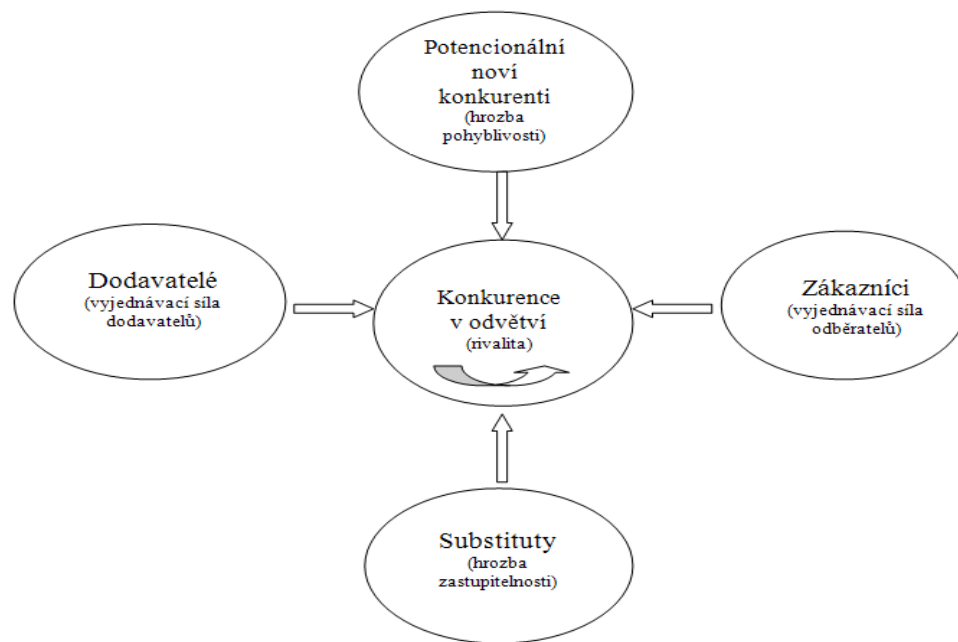 Potencionální
noví
konkurenti
(hrozba
pohyblivosti)
Dodavatelé
(vyjednávací síla
dodavatelů)
Konkurence
v odvětví
(rivalita)
Zákazníci
(vyjednávací síla
odběratelů)
Substituty
(hrozba
zastupitelnosti)